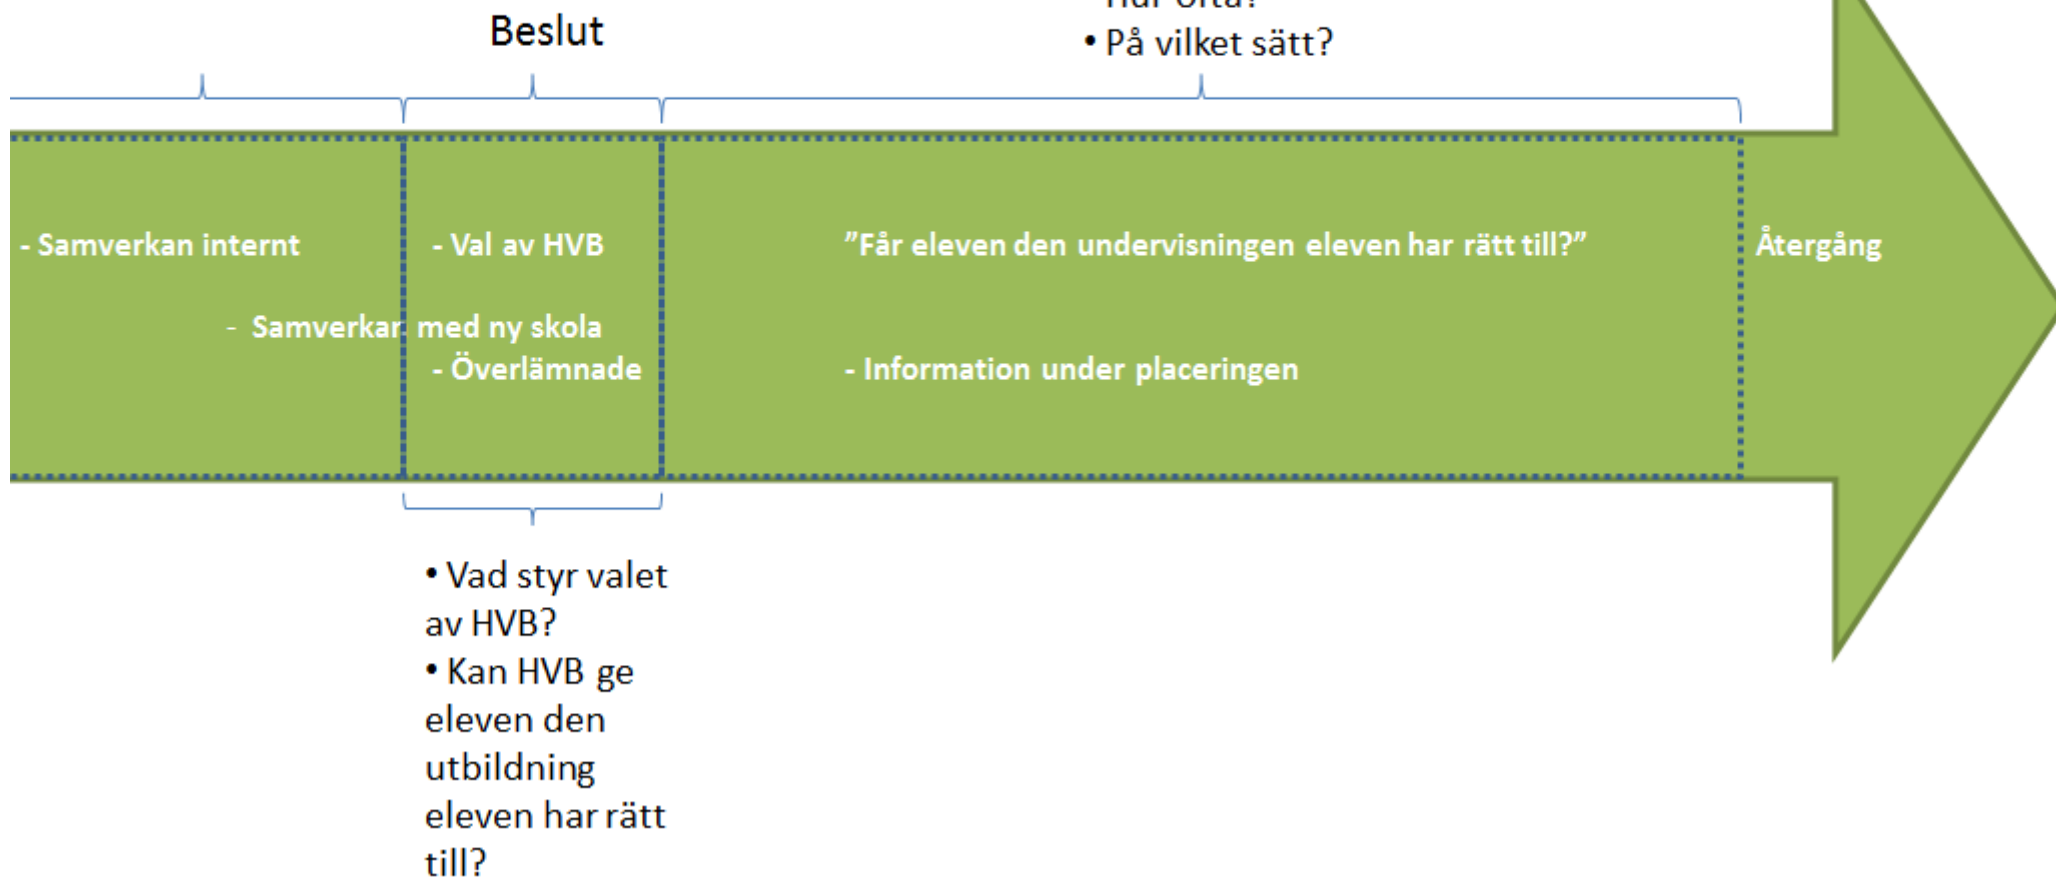 Hur ofta?
Beslut
• På vilket sätt?
- Samverkan internt
- Val av HVB
”Får eleven den undervisningen eleven har rätt till?”
Återgång
- Samverkan med ny skola
- Överlämnade
- Information under placeringen
• Vad styr valet
av HVB?
• Kan HVB ge
eleven den
utbildning
eleven har rätt
till?